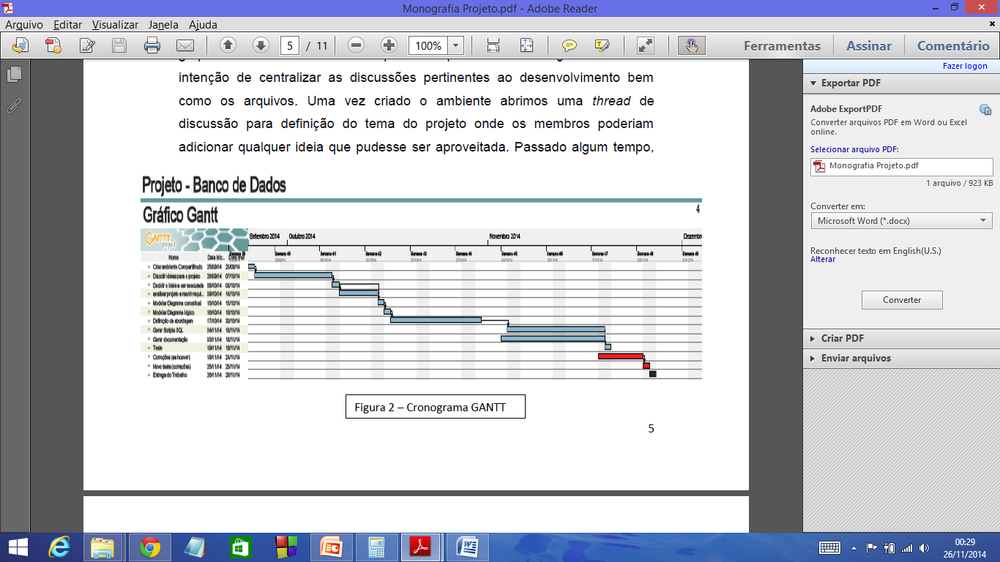 Monografia Projeto.pdf - Adobe Reader
Arquivo Editar Visualizar Janela Ajuda
5 / 11 100% Ferramentas Assinar Comentário
intenção de centralizar as discussões pertinentes ao desenvolvimento bem
como os arquivos. Uma vez criado o ambiente abrimos uma thread de
discussão para definição do tema do projeto onde os membros poderiam
adicionar qualquer ideia que pudesse ser aproveitada. Passado algum tempo,
Projeto - Banco de Dados
4
Gráfico Gantt
GANTT project
Setembro 2014 Outubro 2014 Novembro 2014 Dezembro
Semana 39 Semana 40 Semana 41 Semana 42 Semana 43 Semana 44 Semana 45 Semana 46 Semana 47 Semana 48 Semana 49
Nome Data iníc...
Criar ambiente Compartilhado 25/09/14 25/09/14
Discutir ideias para o projeto 26/09/14 07/10/14
Decidir a ideia a ser executada 08/10/14 08/10/14
analisar projeto e reunir requi... 09/10/14 14/10/14
Modelar Diagrama conceitual 15/10/14 15/10/14
Modelar Diagrama lógico 16/10/14 16/10/14
Definição de abordagem 17/10/14 30/10/14
Gerar Scripts SQL 04/11/14 18/11/14
Gerar documentação 03/11/14 18/11/14
Teste 19/11/14 19/11/14
Correções (se houver) 18/11/14 24/11/14
Novo teste (correções) 25/11/14 25/11/14
Entrega do Trabalho 26/11/14 26/11/14
Figura 2 – Cronograma GANTT
5
Fazer logon
Exportar PDF
Adobe ExportPDF
Converter arquivos PDF em Word ou Excel
online.
Selecionar arquivo PDF:
Monografia Projeto.pdf
1 arquivo / 923 KB
Converter em:
Microsoft Word (*.docx)
Reconhecer texto em English(U.S.)
Alterar
Converter
Criar PDF
Enviar arquivos
00:29
26/11/2014